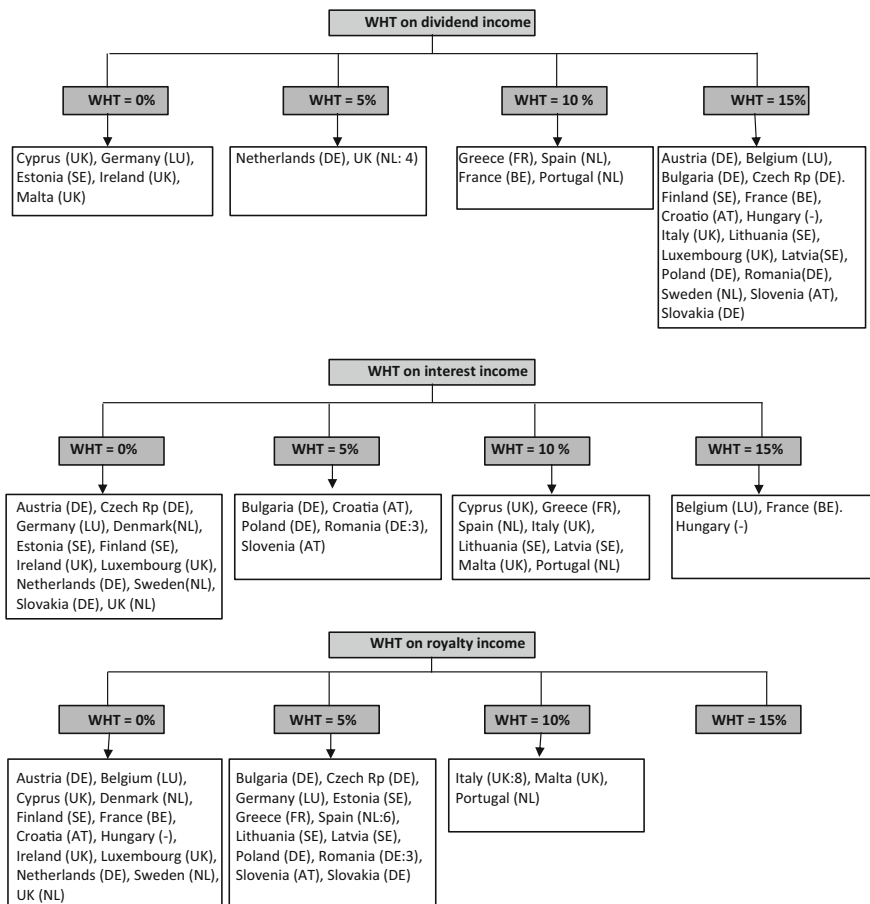 WHT on dividend income
WHT = 0%
WHT = 5%
WHT = 10 %
WHT = 15%
Cyprus (UK), Germany (LU),
Estonia (SE), Ireland (UK),
Malta (UK)
Netherlands (DE), UK (NL: 4)
Greece (FR), Spain (NL),
France (BE), Portugal (NL)
Austria (DE), Belgium (LU),
Bulgaria (DE), Czech Rp (DE).
Finland (SE), France (BE),
Croatio (AT), Hungary (-),
Italy (UK), Lithuania (SE),
Luxembourg (UK), Latvia(SE),
Poland (DE), Romania(DE),
Sweden (NL), Slovenia (AT),
Slovakia (DE)
WHT on interest income
WHT = 0%
WHT = 5%
WHT = 10 %
WHT = 15%
Austria (DE), Czech Rp (DE),
Germany (LU), Denmark(NL),
Estonia (SE), Finland (SE),
Ireland (UK), Luxembourg (UK),
Netherlands (DE), Sweden(NL),
Slovakia (DE), UK (NL)
Bulgaria (DE), Croatia (AT),
Poland (DE), Romania (DE:3),
Slovenia (AT)
Cyprus (UK), Greece (FR),
Spain (NL), Italy (UK),
Lithuania (SE), Latvia (SE),
Malta (UK), Portugal (NL)
Belgium (LU), France (BE).
Hungary (-)
WHT on royalty income
WHT = 0%
WHT = 5%
WHT = 10%
WHT = 15%
Austria (DE), Belgium (LU),
Cyprus (UK), Denmark (NL),
Finland (SE), France (BE),
Croatia (AT), Hungary (-),
Ireland (UK), Luxembourg (UK),
Netherlands (DE), Sweden (NL),
UK (NL)
Bulgaria (DE), Czech Rp (DE),
Germany (LU), Estonia (SE),
Greece (FR), Spain (NL:6),
Lithuania (SE), Latvia (SE),
Poland (DE), Romania (DE:3),
Slovenia (AT), Slovakia (DE)
Italy (UK:8), Malta (UK),
Portugal (NL)